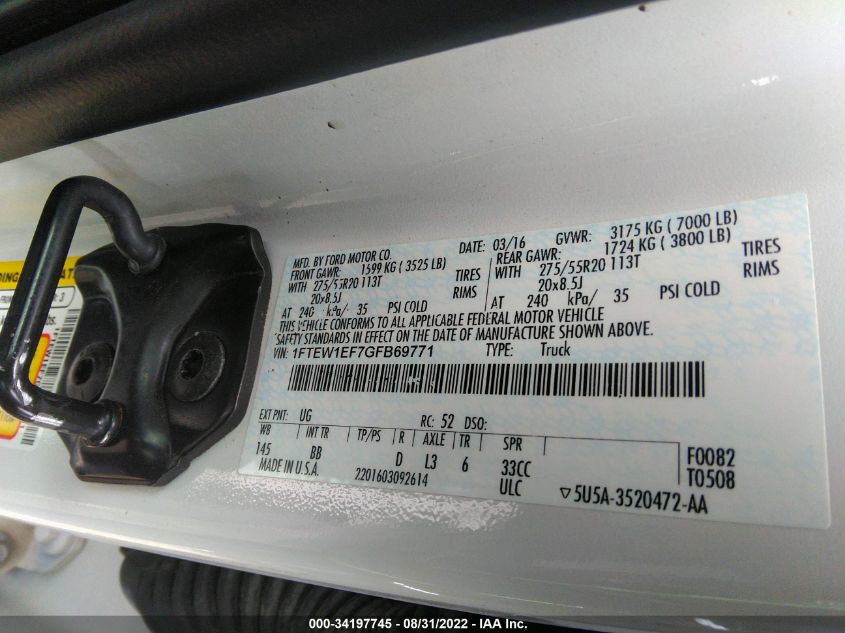 MFD. BY FORD MOTOR CO.
DATE: 03/16 GVWR: 3175 KG ( 7000 LB)
FRONT GAWR: 1599 KG ( 3525 LB)
REAR GAWR: 1724 KG ( 3800 LB)
WITH 275/55R20 113T TIRES
WITH 275/55R20 113T TIRES
20x8.5J RIMS
20x8.5J RIMS
AT 240 kPa/ 35 PSI COLD
AT 240 kPa/ 35 PSI COLD
THIS VEHICLE CONFORMS TO ALL APPLICABLE FEDERAL MOTOR VEHICLE
SAFETY STANDARDS IN EFFECT ON THE DATE OF MANUFACTURE SHOWN ABOVE.
VIN: 1FTEW1EF7GFB69771 TYPE: Truck
EXT PNT: UG RC: 52 DSO:
WB INT TR TP/PS R AXLE TR SPR
145 BB D L3 6 33CC F0082
MADE IN U.S.A. 2201603092614 ULC T0508
▽5U5A-3520472-AA
000-34197745 - 08/31/2022 - IAA Inc.